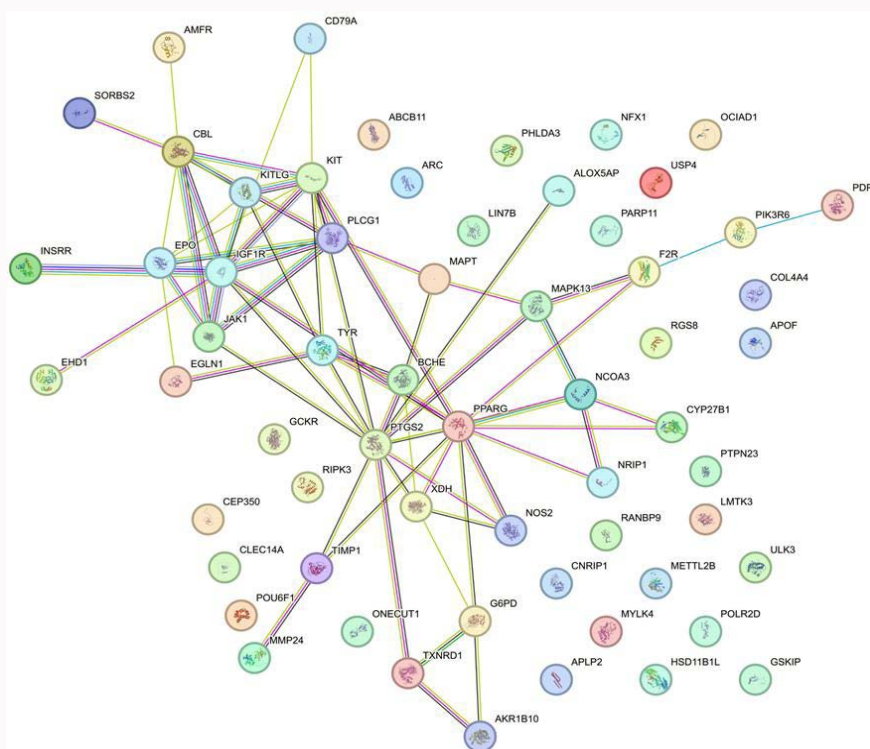 CD79A
AMFR
SORBS2
CBL
ABCB11
PHLDA3
NFX1
OCIAD1
KITLG
KIT
ARC
ALOX5AP
USP4
PLCG1
LIN7B
PARP11
PIK3R6
INSRR
EPO
IGF1R
MAPT
F2R
COL4A4
MAPK13
JAK1
TYR
RGS8
APOF
EHD1
EGLN1
BCHE
NCOA3
GCKR
PTGS2
PPARG
CYP27B1
RIPK3
XDH
NRIP1
PTPN23
CEP350
NOS2
RANBP9
LMTK3
CLEC14A
TIMP1
CNRIP1
METTL2B
ULK3
POU6F1
ONECUT1
G6PD
MYLK4
POLR2D
MMP24
TXNRD1
APLP2
HSD11B1L
GSKIP
AKR1B10